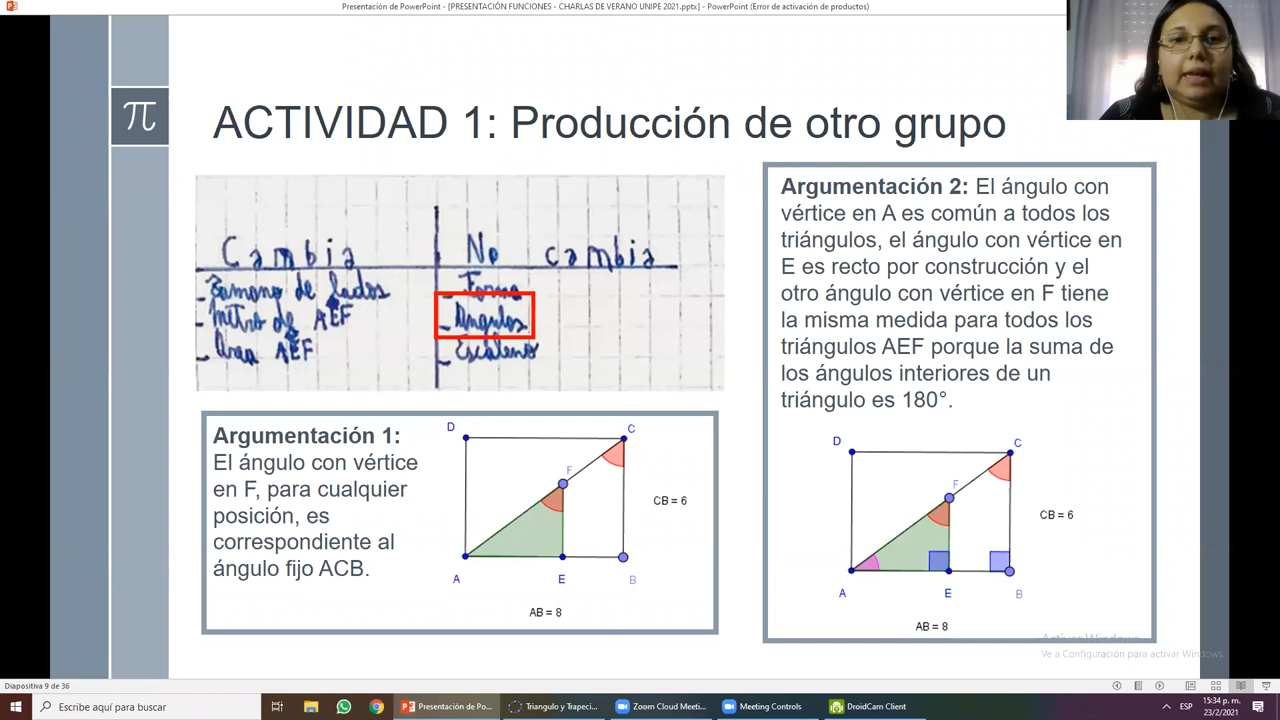 Presentación de PowerPoint - [PRESENTACIÓN FUNCIONES - CHARLAS DE VERANO UNIPE 2021.pptx] - PowerPoint (Error de activación de productos)
π
ACTIVIDAD 1: Producción de otro grupo
Cambia
No cambia
- Tamano de lados
- Forma
- Angulos
AEF
- Area AEF
- Escaleno
Argumentación 1:
El ángulo con vértice
en F, para cualquier
posición, es
correspondiente al
ángulo fijo ACB.
D
C
F
CB = 6
A
E
B
AB = 8
Argumentación 2: El ángulo con
vértice en A es común a todos los
triángulos, el ángulo con vértice en
E es recto por construcción y el
otro ángulo con vértice en F tiene
la misma medida para todos los
triángulos AEF porque la suma de
los ángulos interiores de un
triángulo es 180°.
D
C
F
CB = 6
A
E
B
AB = 8
Activar Windows
Ve a Configuración para activar Windows.
Diapositiva 9 de 36
Escribe aquí para buscar
Presentación de Po...
Triangulo y Trapeci...
Zoom Cloud Meeti...
Meeting Controls
DroidCam Client
ESP
15:34 p. m.
23/2/2021